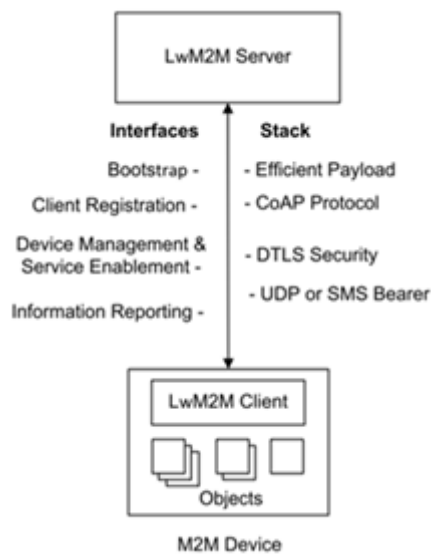 LwM2M Server
Interfaces
Stack
Bootstrap -
- Efficient Payload
Client Registration -
- CoAP Protocol
Device Management &
Service Enablement -
- DTLS Security
- UDP or SMS Bearer
Information Reporting -
LwM2M Client
Objects
M2M Device